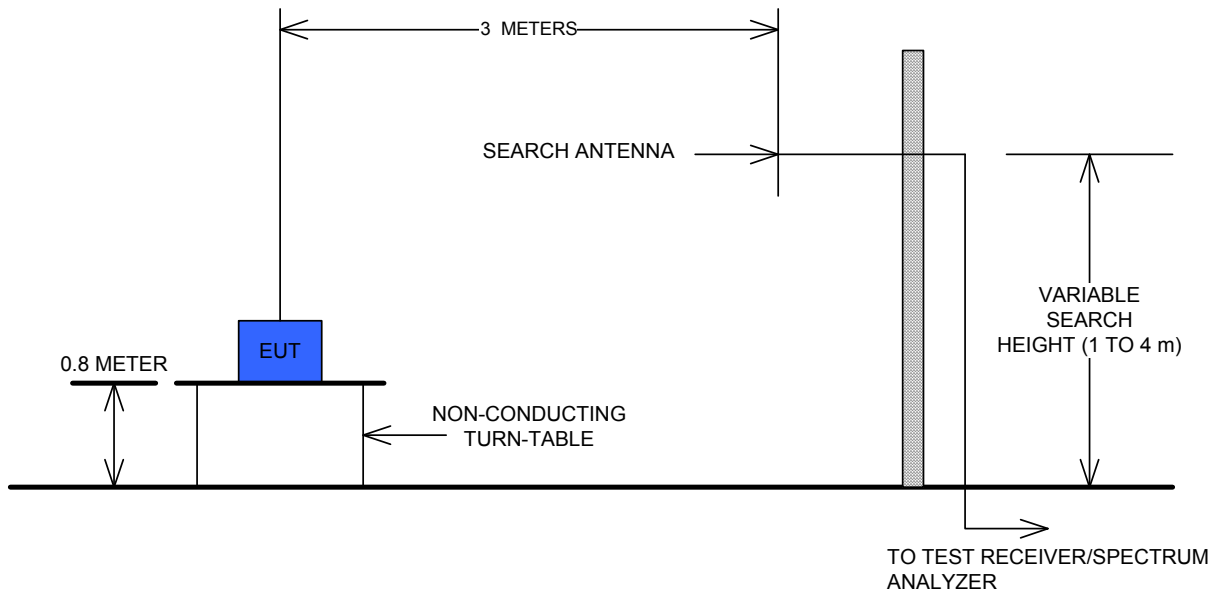 3 METERS
SEARCH ANTENNA
VARIABLE
SEARCH
HEIGHT (1 TO 4 m)
EUT
0.8 METER
NON-CONDUCTING
TURN-TABLE
TO TEST RECEIVER/SPECTRUM
ANALYZER